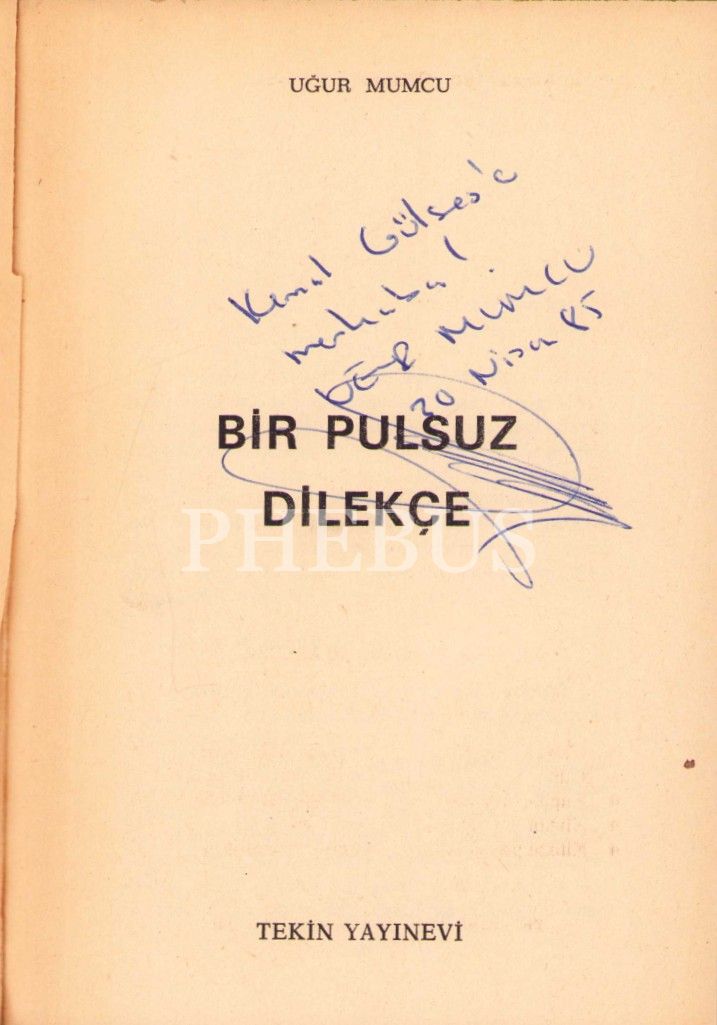 UĞUR MUMCU
Kemal Gülses'e
merhaba!
UĞUR MUMCU
30 Nisan 85
BİR PULSUZ
DİLEKÇE
PHEBUS
TEKİN YAYINEVİ